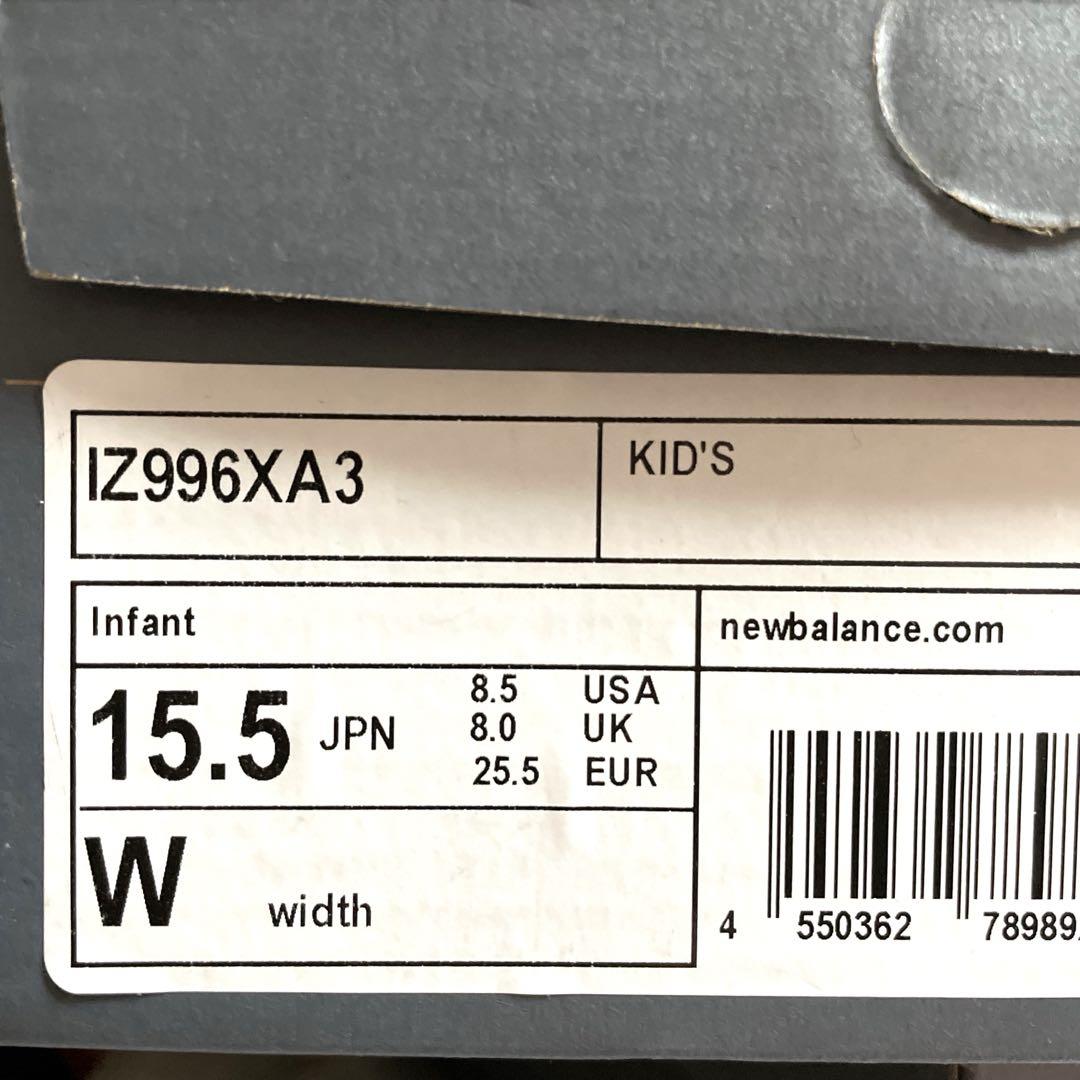 IZ996XA3
KID'S
Infant
newbalance.com
15.5 JPN
8.5 USA
8.0 UK
25.5 EUR
W width
4 550362 78989